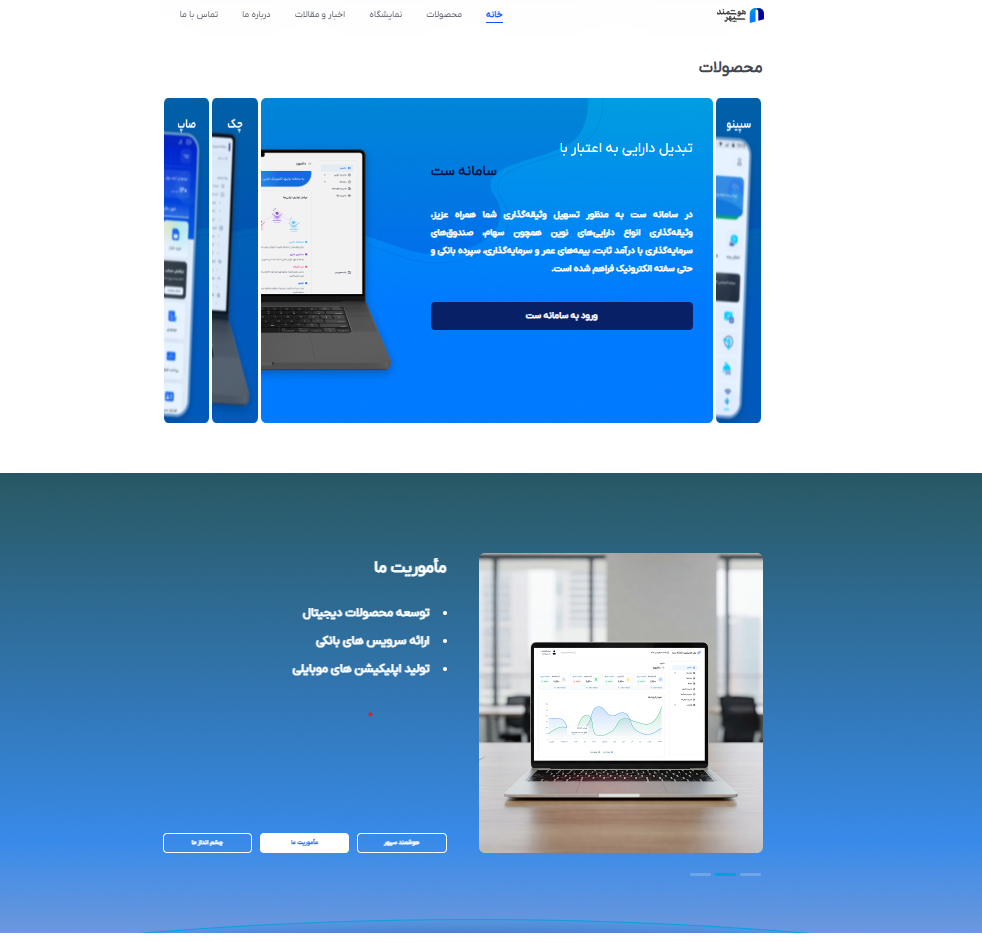 هوشمند سپهر
خانه
محصولات
نمایشگاه
اخبار و مقالات
درباره ما
تماس با ما
محصولات
سپینو
تبدیل دارایی به اعتبار با
سامانه ست
در سامانه ست به منظور تسهیل وثیقه‌گذاری شما همراه عزیز،
وثیقه‌گذاری انواع دارایی‌های نوین همچون سهام، صندوق‌های
سرمایه‌گذاری با درآمد ثابت، بیمه‌های عمر و سرمایه‌گذاری، سپرده بانکی و
حتی سفته الکترونیک فراهم شده است.
ورود به سامانه ست
چک
صاپ
مأموریت ما
توسعه محصولات دیجیتال
ارائه سرویس های بانکی
تولید اپلیکیشن های موبایلی
هوشمند سپهر
مأموریت ما
چشم انداز ما